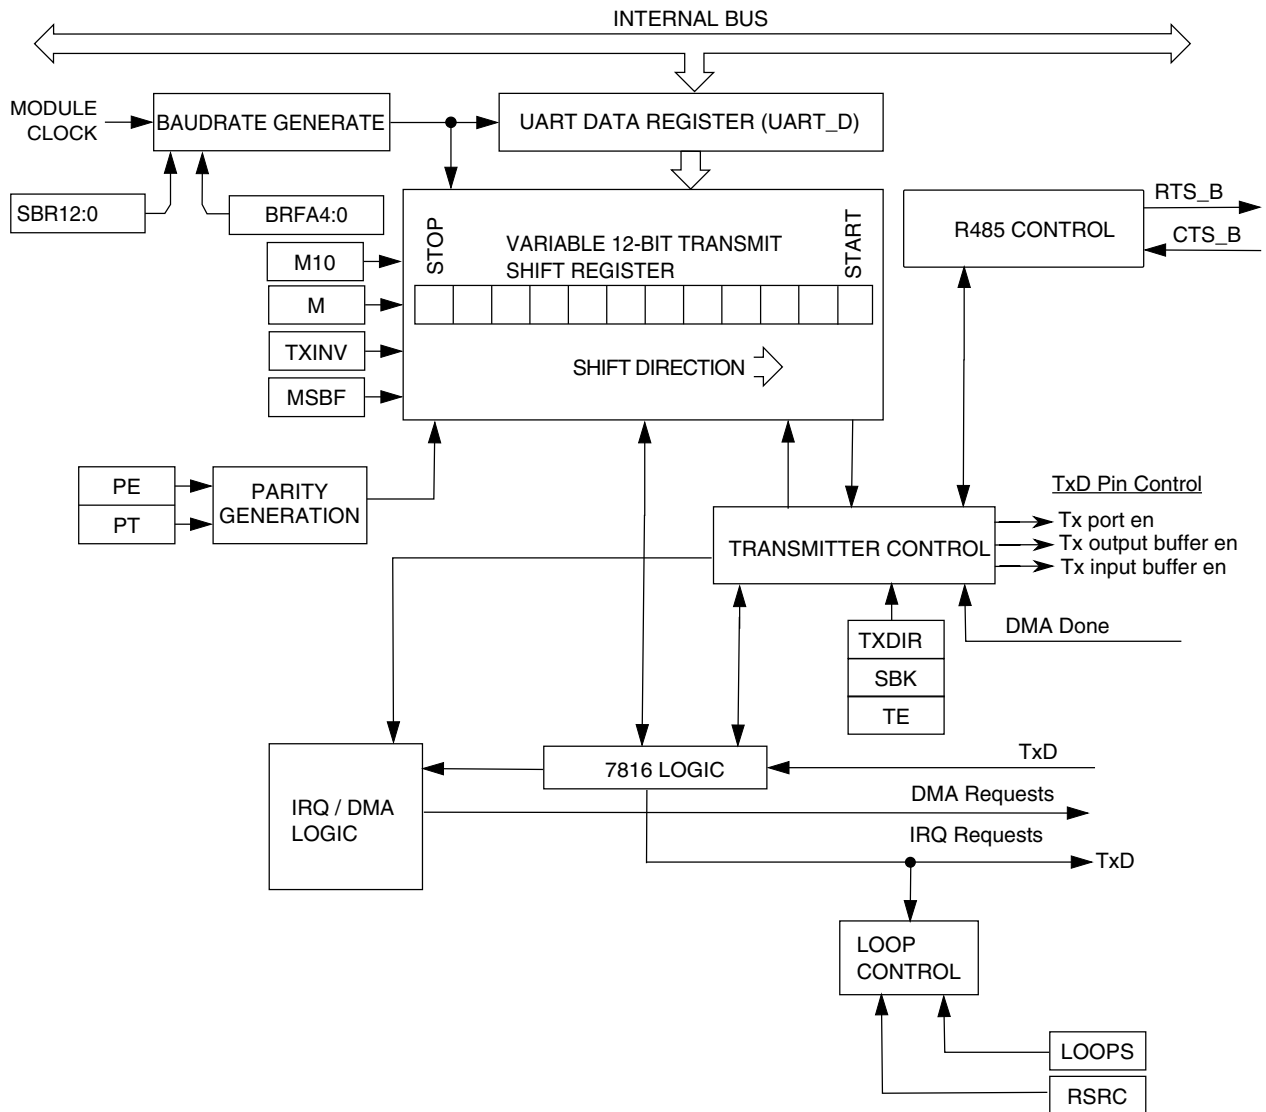 INTERNAL BUS
MODULE
CLOCK
BAUDRATE GENERATE
UART DATA REGISTER (UART_D)
SBR12:0
BRFA4:0
M10
M
TXINV
MSBF
STOP
VARIABLE 12-BIT TRANSMIT
SHIFT REGISTER
START
SHIFT DIRECTION
R485 CONTROL
RTS_B
CTS_B
PE
PT
PARITY
GENERATION
TRANSMITTER CONTROL
TxD Pin Control
Tx port en
Tx output buffer en
Tx input buffer en
DMA Done
TXDIR
SBK
TE
7816 LOGIC
TxD
IRQ / DMA
LOGIC
DMA Requests
IRQ Requests
TxD
LOOP
CONTROL
LOOPS
RSRC